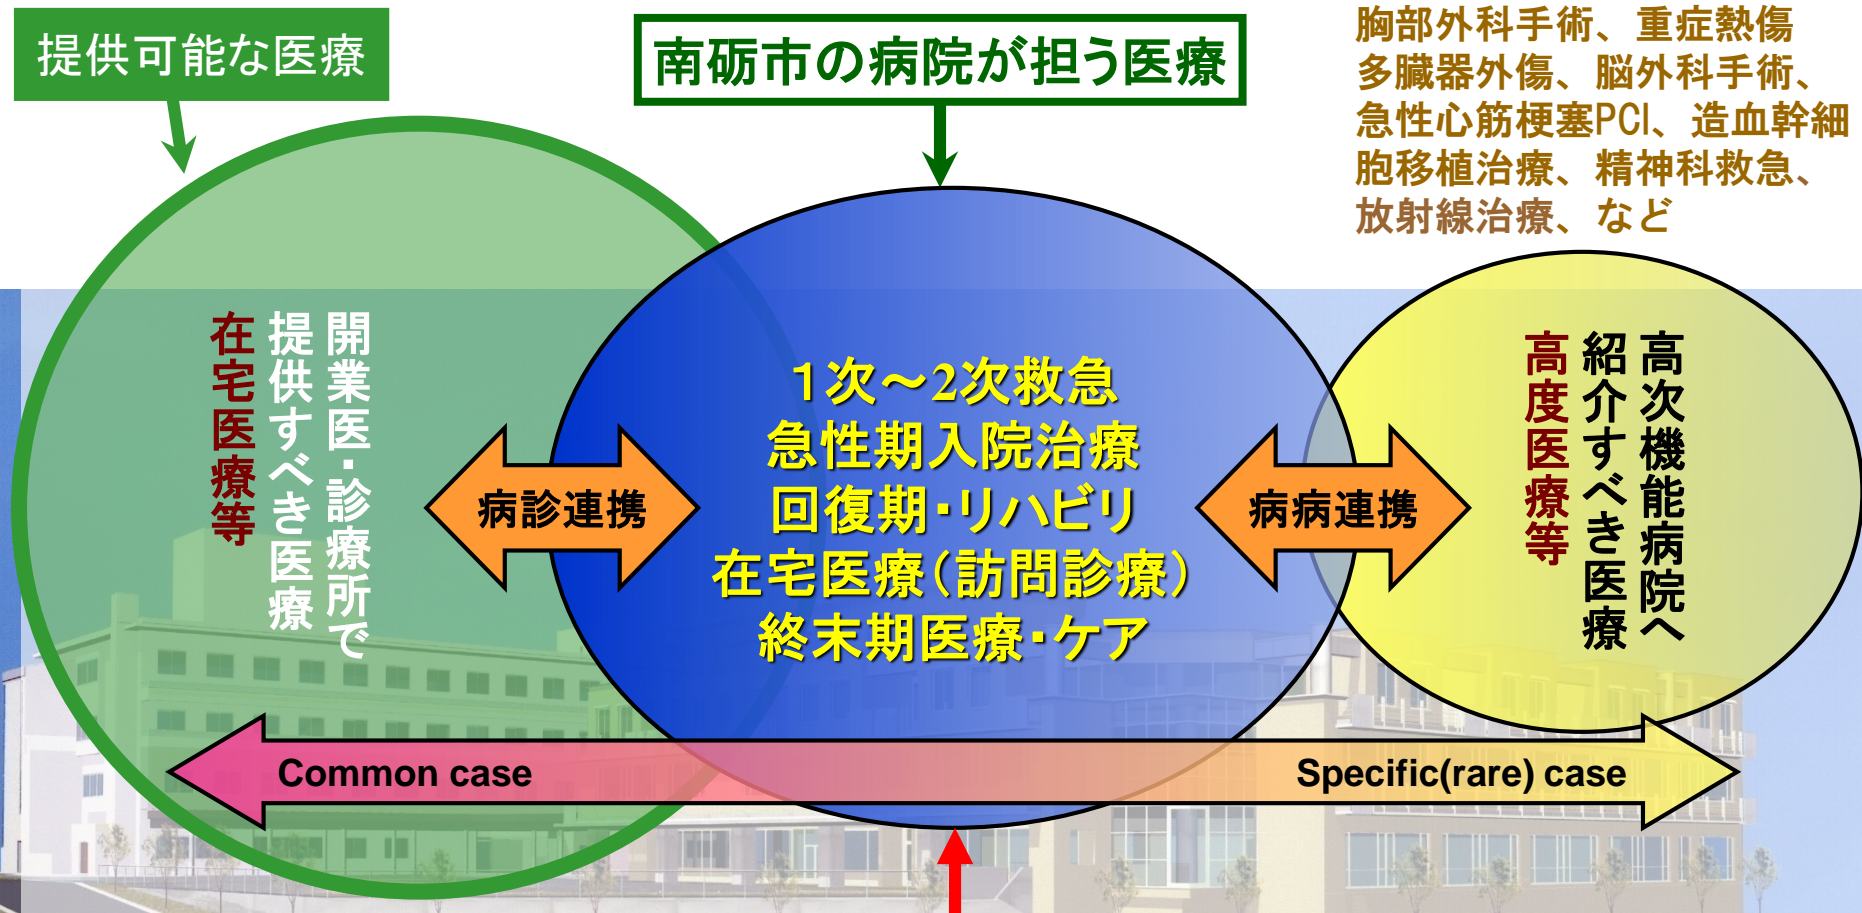 提供可能な医療
南砺市の病院が担う医療
胸部外科手術、重症熱傷
多臓器外傷、脳外科手術、
急性心筋梗塞PCI、造血幹細
胞移植治療、精神科救急、
放射線治療、など
開業医・診療所で
提供すべき医療
在宅医療等
病診連携
1次～2次救急
急性期入院治療
回復期・リハビリ
在宅医療(訪問診療)
終末期医療・ケア
病病連携
高次機能病院へ
紹介すべき医療
高度医療等
Common case
Specific(rare) case